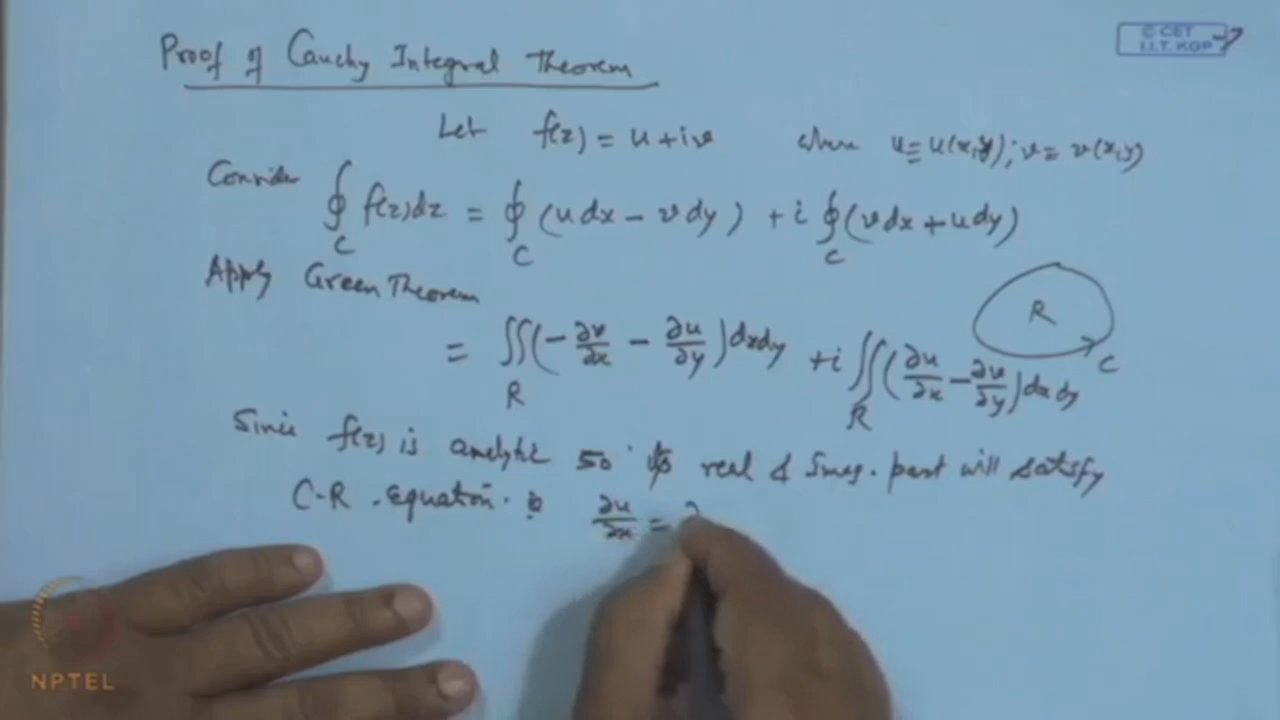 © CET
I.I.T. KGP
Proof of Cauchy Integral Theorem
Let f(z) = u + iv where u = u(x,y); v = v(x,y)
Consider ∮_C f(z)dz = ∮_C (u dx − v dy) + i ∮_C (v dx + u dy)
Apply Green Theorem
R
C
= ∬_R (−∂v/∂x − ∂u/∂y) dx dy + i ∬_R (∂u/∂x − ∂v/∂y) dx dy
Since f(z) is analytic so its real & Imag. part will satisfy
C-R. equation. ∂u/∂x = ∂
NPTEL